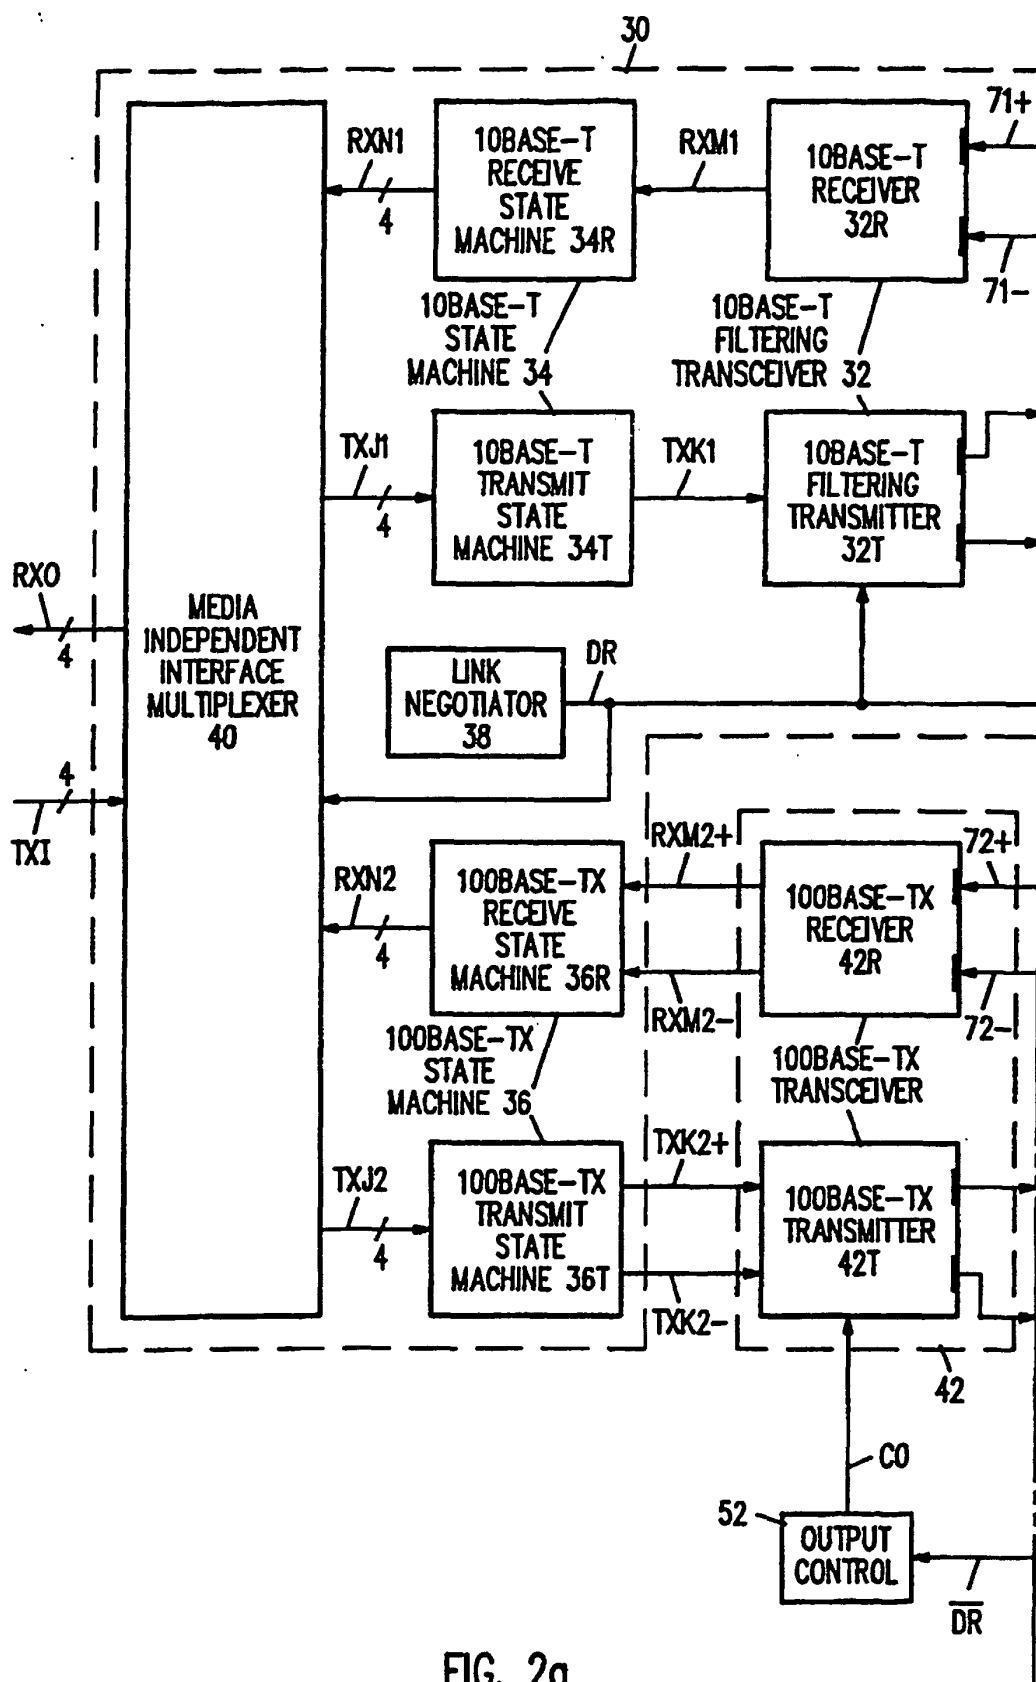 30
RXN1
4
10BASE-T
RECEIVE
STATE
MACHINE 34R
RXM1
10BASE-T
RECEIVER
32R
71+
71-
10BASE-T
STATE
MACHINE 34
10BASE-T
FILTERING
TRANSCEIVER 32
TXJ1
4
10BASE-T
TRANSMIT
STATE
MACHINE 34T
TXK1
10BASE-T
FILTERING
TRANSMITTER
32T
RXO
4
MEDIA
INDEPENDENT
INTERFACE
MULTIPLEXER
40
LINK
NEGOTIATOR
38
DR
4
TXI
RXN2
4
100BASE-TX
RECEIVE
STATE
MACHINE 36R
RXM2+
RXM2-
100BASE-TX
RECEIVER
42R
72+
72-
100BASE-TX
STATE
MACHINE 36
100BASE-TX
TRANSCEIVER
TXJ2
4
100BASE-TX
TRANSMIT
STATE
MACHINE 36T
TXK2+
TXK2-
100BASE-TX
TRANSMITTER
42T
42
CO
52
OUTPUT
CONTROL
D̅R̅
FIG. 2a